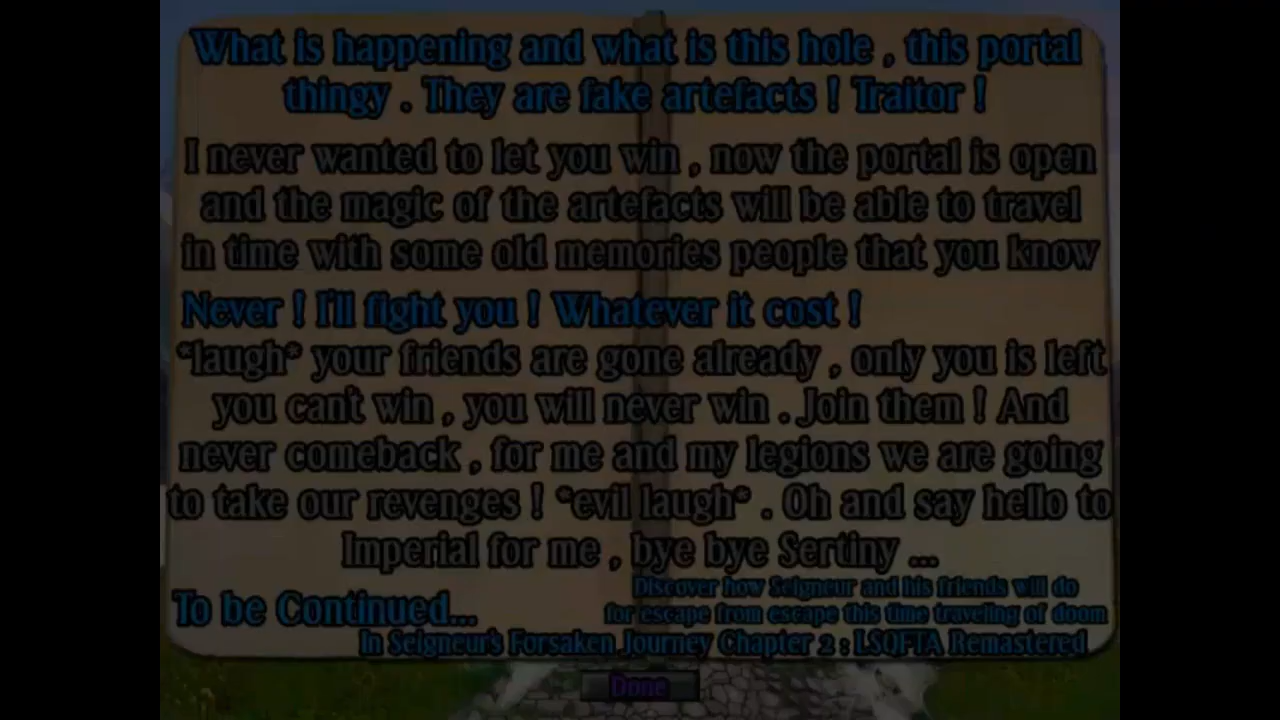 What is happening and what is this hole , this portal
thingy . They are fake artefacts ! Traitor !
I never wanted to let you win , now the portal is open
and the magic of the artefacts will be able to travel
in time with some old memories people that you know
Never ! I'll fight you ! Whatever it cost !
*laugh* your friends are gone already , only you is left
you can't win , you will never win . Join them ! And
never comeback , for me and my legions we are going
to take our revenges ! *evil laugh* . Oh and say hello to
Imperial for me , bye bye Sertiny ...
Discover how Seigneur and his friends will do
To be Continued...
for escape from escape this time traveling of doom
In Seigneur's Forsaken Journey Chapter 2 : LSOFTA Remastered
Done